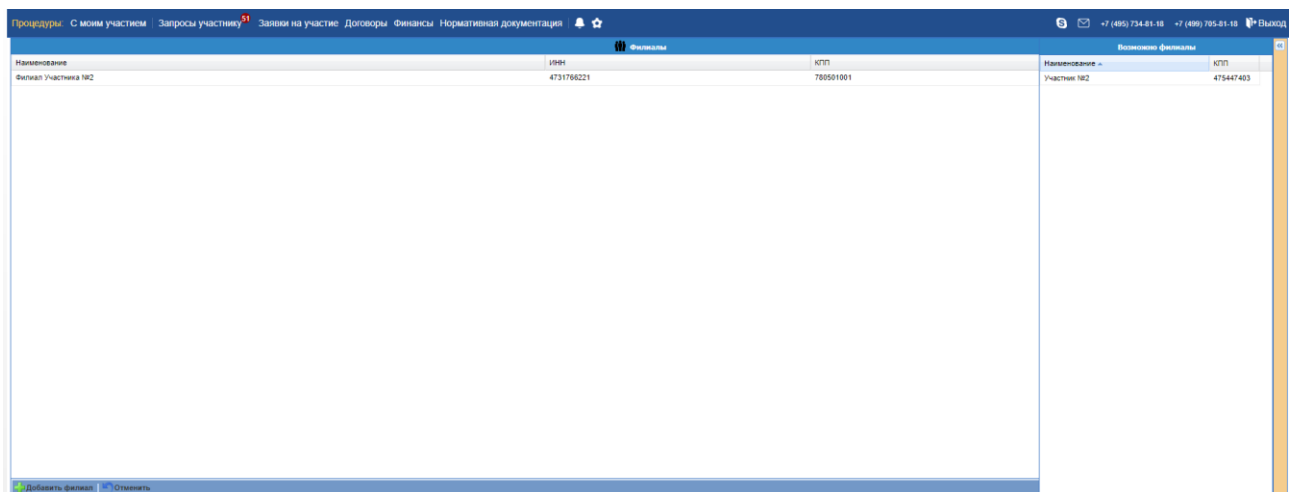 Процедуры: С моим участием Запросы участнику 51 Заявки на участие Договоры Финансы Нормативная документация +7 (495) 734-81-18 +7 (499) 705-81-18 Выход
Филиалы Возможно филиалы
Наименование ИНН КПП Наименование КПП
Филиал Участника №2 4731766221 780501001 Участник №2 475447403
Добавить филиал Отменить